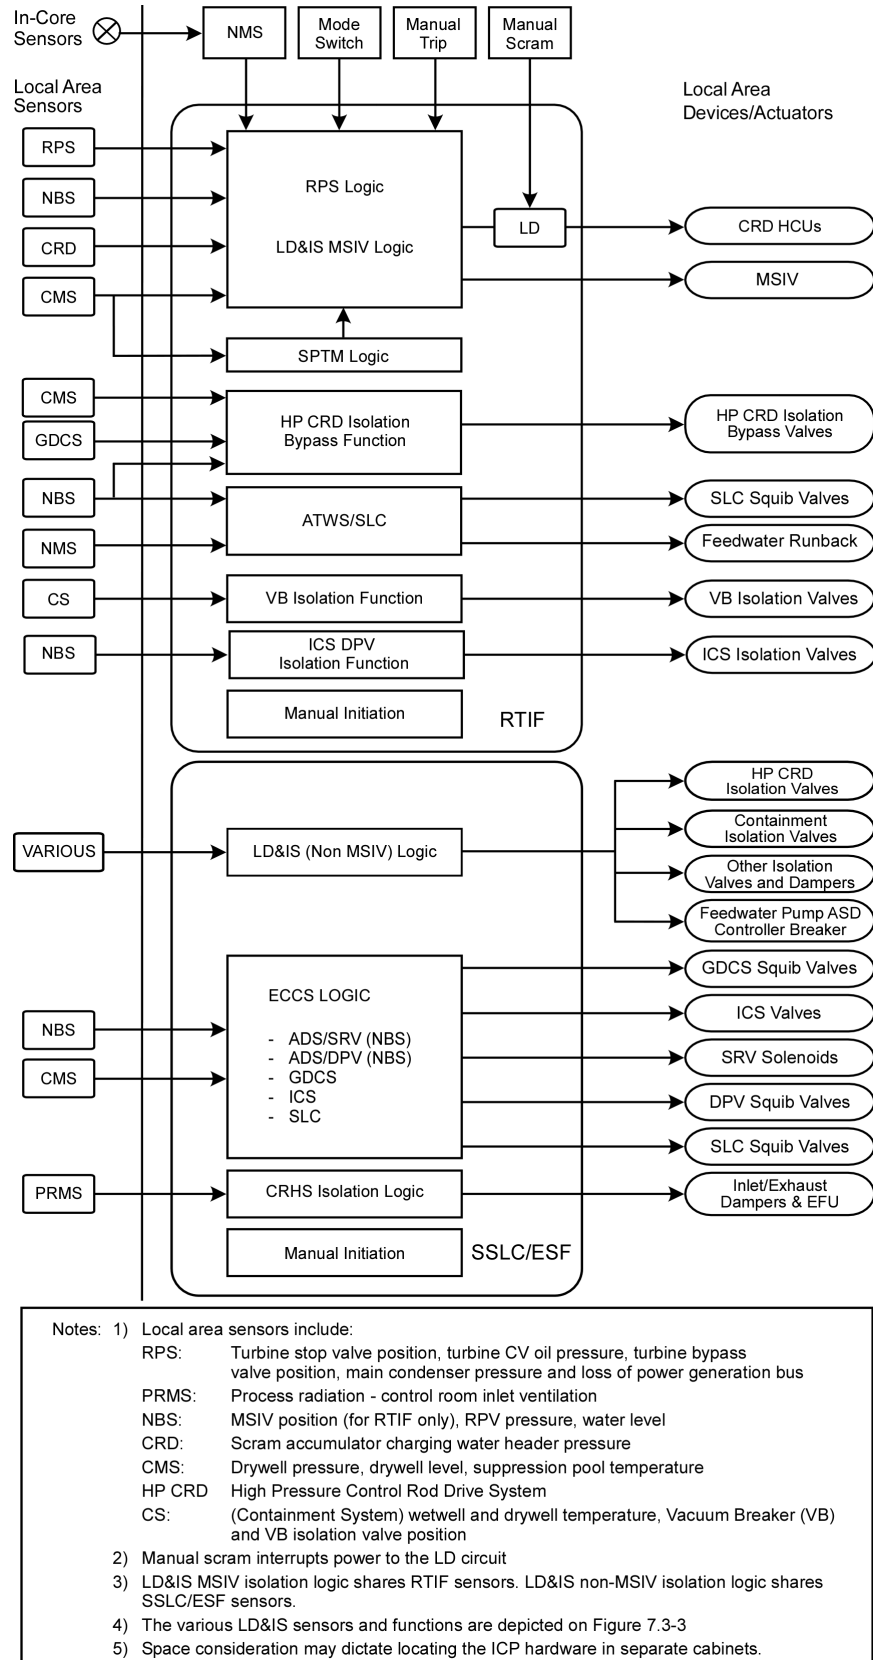 In-Core
Sensors
NMS
Mode
Switch
Manual
Trip
Manual
Scram
Local Area
Sensors
Local Area
Devices/Actuators
RPS
NBS
CRD
CMS
RPS Logic
LD&IS MSIV Logic
LD
CRD HCUs
MSIV
SPTM Logic
CMS
GDCS
HP CRD Isolation
Bypass Function
HP CRD Isolation
Bypass Valves
NBS
NMS
ATWS/SLC
SLC Squib Valves
Feedwater Runback
CS
VB Isolation Function
VB Isolation Valves
NBS
ICS DPV
Isolation Function
ICS Isolation Valves
Manual Initiation
RTIF
VARIOUS
LD&IS (Non MSIV) Logic
HP CRD
Isolation Valves
Containment
Isolation Valves
Other Isolation
Valves and Dampers
Feedwater Pump ASD
Controller Breaker
NBS
CMS
ECCS LOGIC
- ADS/SRV (NBS)
- ADS/DPV (NBS)
- GDCS
- ICS
- SLC
GDCS Squib Valves
ICS Valves
SRV Solenoids
DPV Squib Valves
SLC Squib Valves
PRMS
CRHS Isolation Logic
Inlet/Exhaust
Dampers & EFU
Manual Initiation
SSLC/ESF
Notes: 1) Local area sensors include:
RPS: Turbine stop valve position, turbine CV oil pressure, turbine bypass
valve position, main condenser pressure and loss of power generation bus
PRMS: Process radiation - control room inlet ventilation
NBS: MSIV position (for RTIF only), RPV pressure, water level
CRD: Scram accumulator charging water header pressure
CMS: Drywell pressure, drywell level, suppression pool temperature
HP CRD High Pressure Control Rod Drive System
CS: (Containment System) wetwell and drywell temperature, Vacuum Breaker (VB)
and VB isolation valve position
2) Manual scram interrupts power to the LD circuit
3) LD&IS MSIV isolation logic shares RTIF sensors. LD&IS non-MSIV isolation logic shares
SSLC/ESF sensors.
4) The various LD&IS sensors and functions are depicted on Figure 7.3-3
5) Space consideration may dictate locating the ICP hardware in separate cabinets.